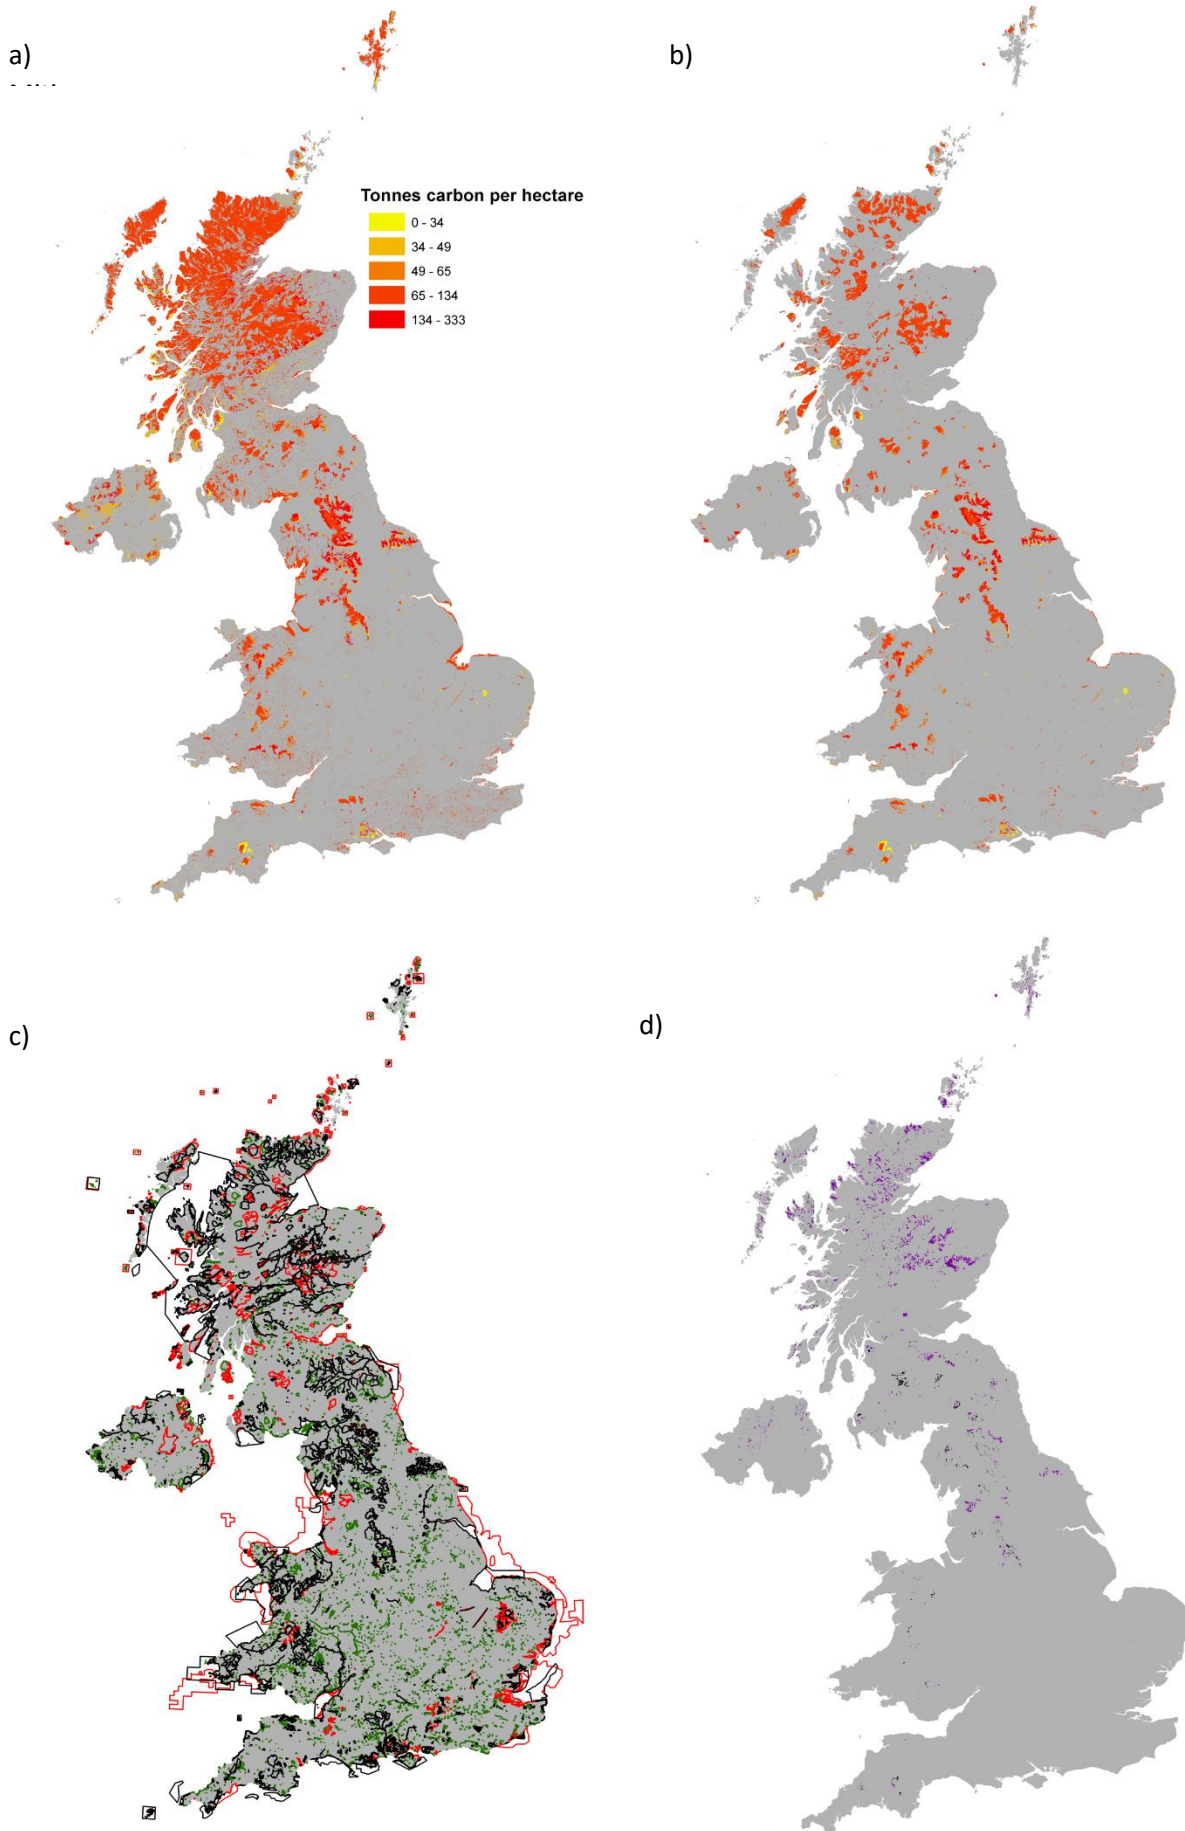 a)
b)
Tonnes carbon per hectare
0 - 34
34 - 49
49 - 65
65 - 134
134 - 333
c)
d)